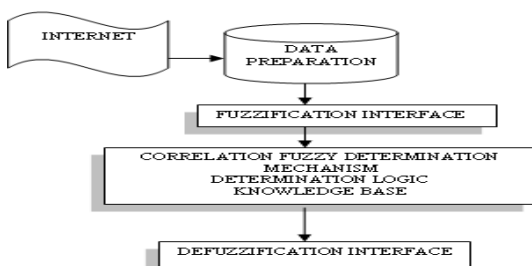 INTERNET
DATA
PREPARATION
FUZZIFICATION INTERFACE
CORRELATION FUZZY DETERMINATION
MECHANISM
DETERMINATION LOGIC
KNOWLEDGE BASE
DEFUZZIFICATION INTERFACE